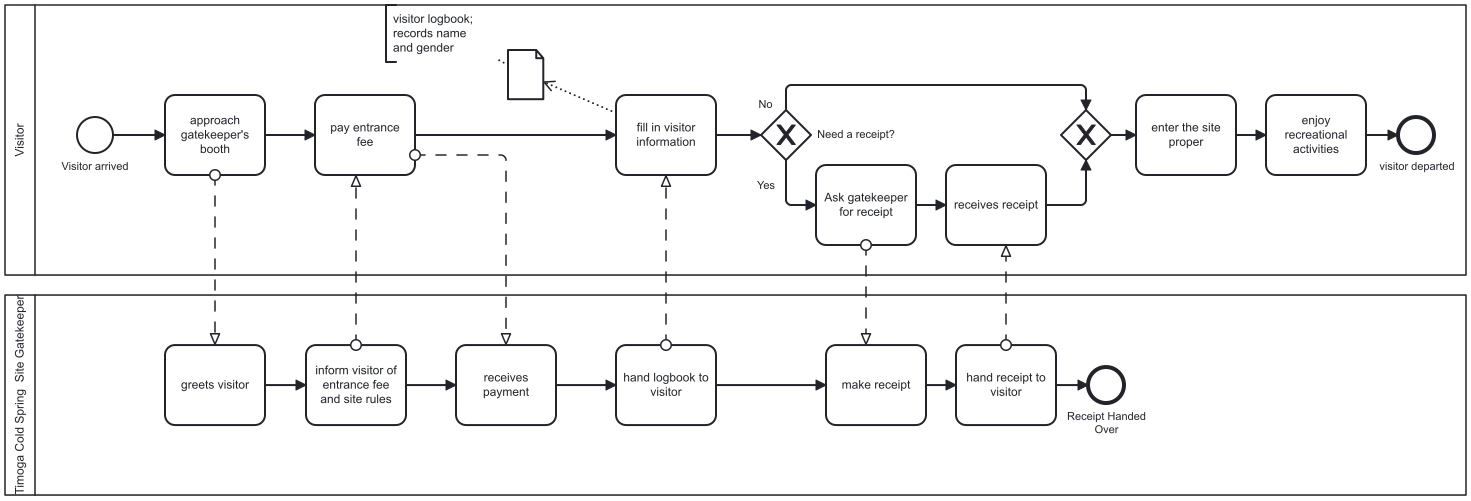 Visitor
visitor logbook;
records name
and gender
Visitor arrived
approach
gatekeeper's
booth
pay entrance
fee
fill in visitor
information
No
Need a receipt?
Yes
Ask gatekeeper
for receipt
receives receipt
enter the site
proper
enjoy
recreational
activities
visitor departed
Timoga Cold Spring Site Gatekeeper
greets visitor
inform visitor of
entrance fee
and site rules
receives
payment
hand logbook to
visitor
make receipt
hand receipt to
visitor
Receipt Handed
Over